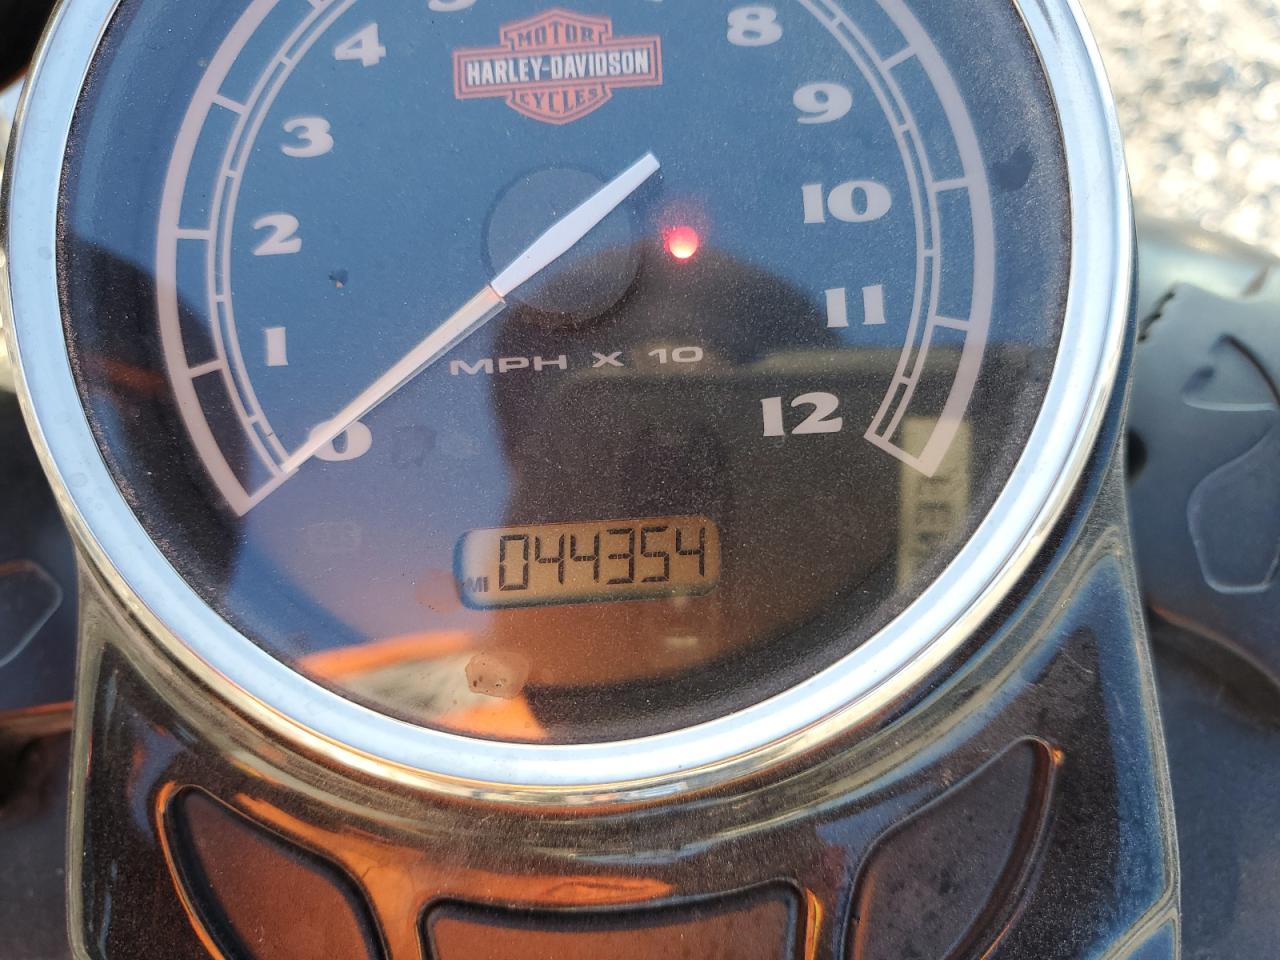 4
8
MOTOR
HARLEY-DAVIDSON
CYCLES
3
9
2
10
1
11
MPH X 10
0
12
MI 044354